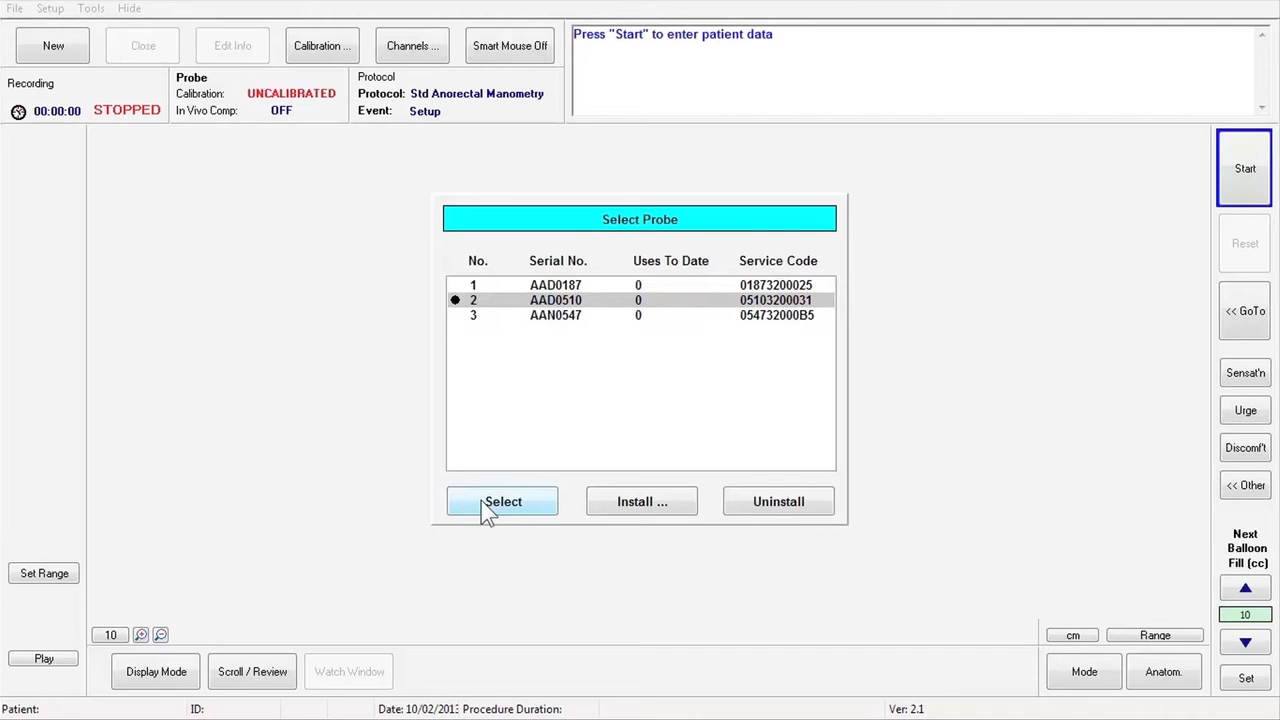 File Setup Tools Hide
New Close Edit Info Calibration ... Channels ... Smart Mouse Off
Press "Start" to enter patient data
Recording
00:00:00 STOPPED
Probe
Calibration: UNCALIBRATED
In Vivo Comp: OFF
Protocol
Protocol: Std Anorectal Manometry
Event: Setup
Select Probe
No. Serial No. Uses To Date Service Code
1 AAD0187 0 01873200025
2 AAD0510 0 05103200031
3 AAN0547 0 054732000B5
Select Install ... Uninstall
Start
Reset
<< GoTo
Sensat'n
Urge
Discomf't
<< Other
Next
Balloon
Fill (cc)
10
Set
Set Range
Play
10
cm Range
Display Mode Scroll / Review Watch Window Mode Anatom.
Patient: ID: Date: 10/02/2013 Procedure Duration: Ver: 2.1